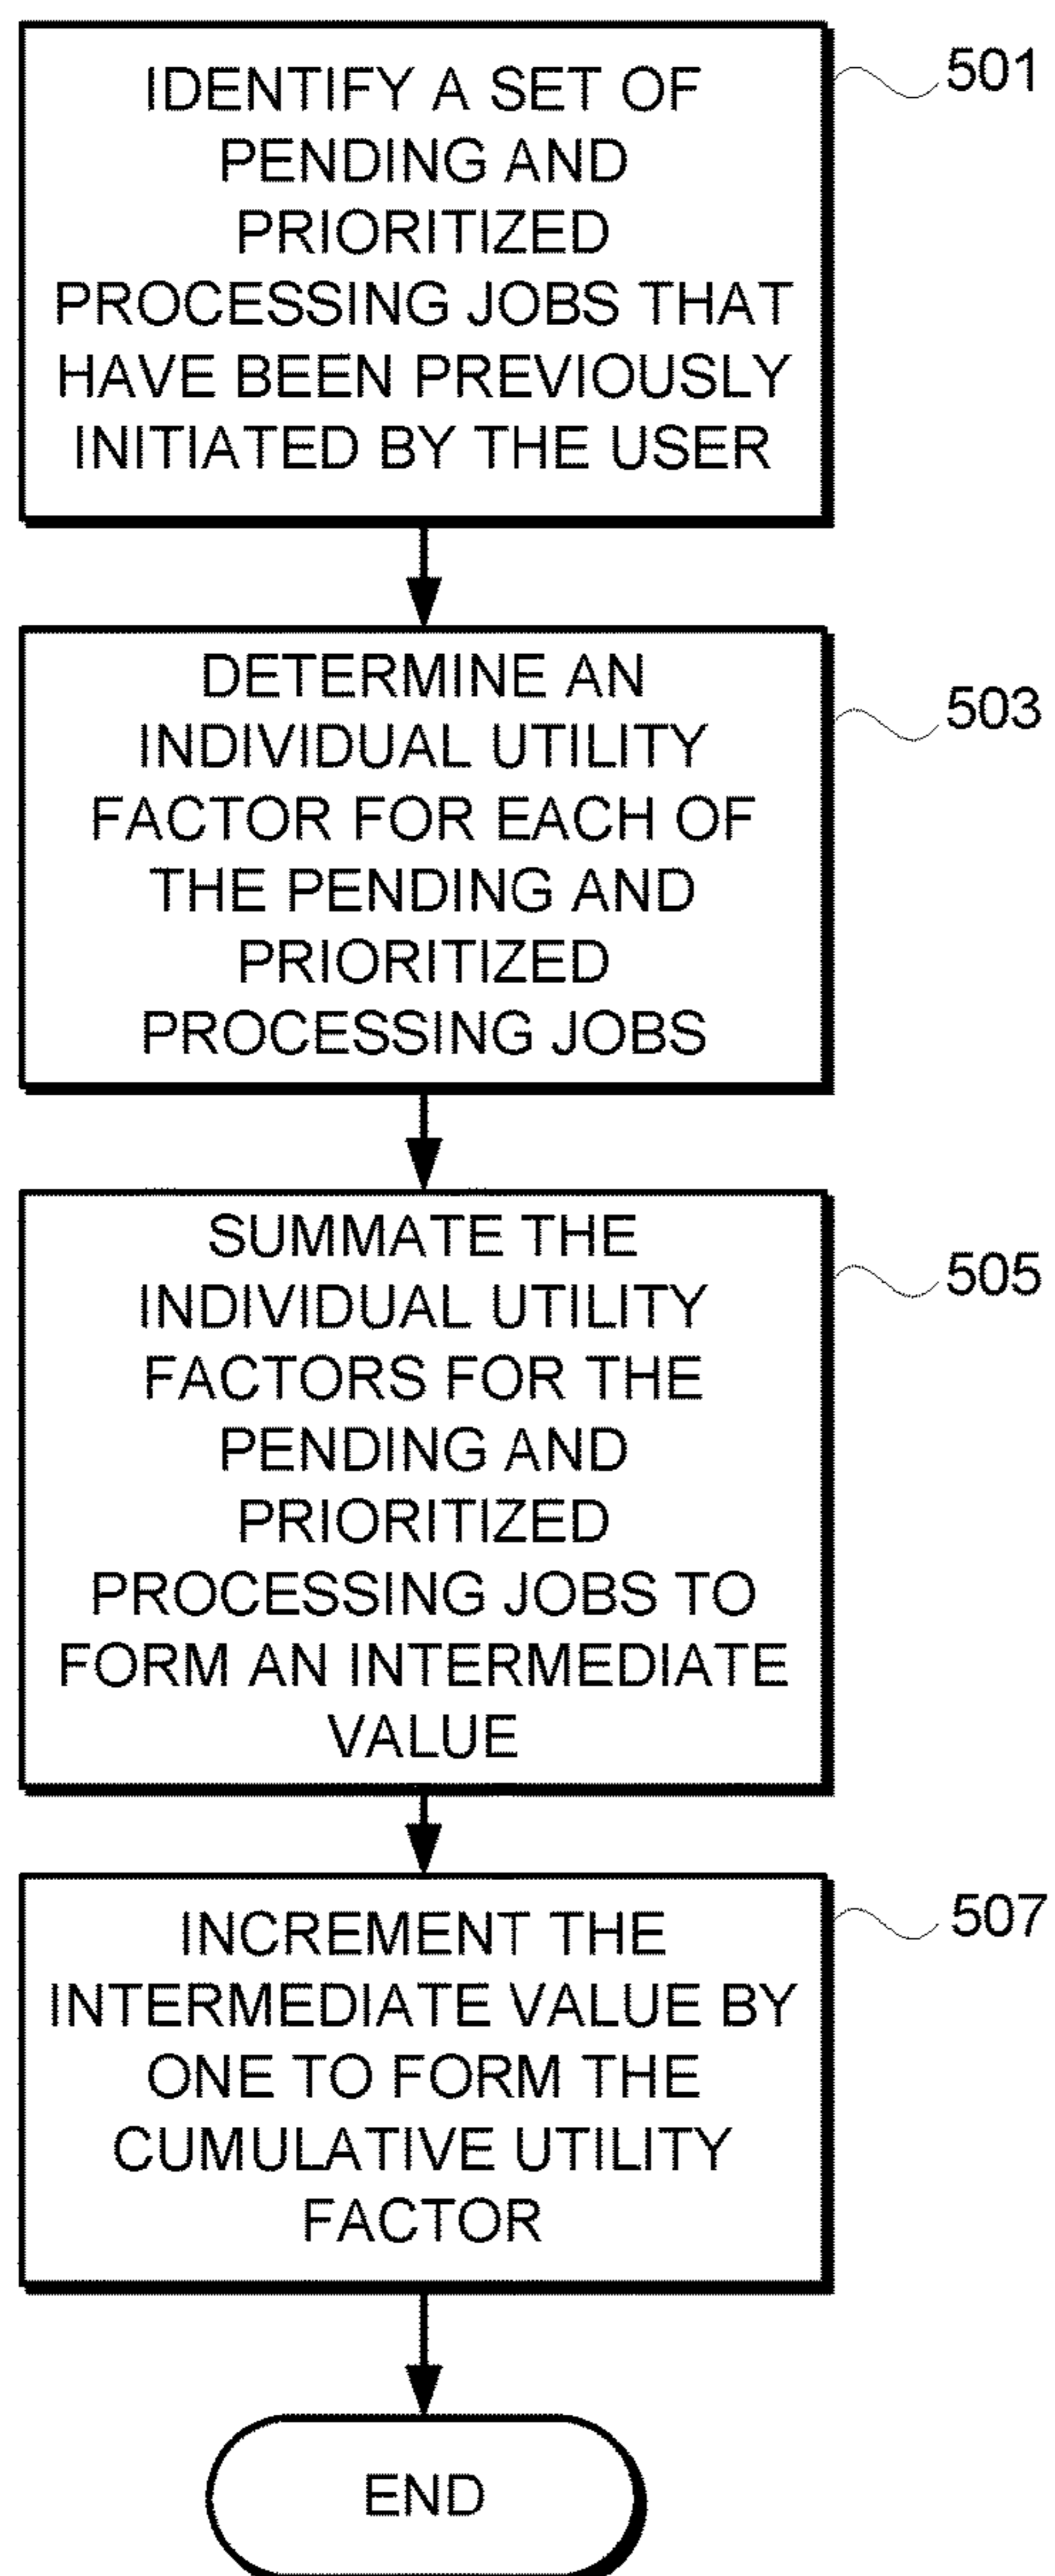 IDENTIFY A SET OF
PENDING AND
PRIORITIZED
PROCESSING JOBS THAT
HAVE BEEN PREVIOUSLY
INITIATED BY THE USER
501
DETERMINE AN
INDIVIDUAL UTILITY
FACTOR FOR EACH OF
THE PENDING AND
PRIORITIZED
PROCESSING JOBS
503
SUMMATE THE
INDIVIDUAL UTILITY
FACTORS FOR THE
PENDING AND
PRIORITIZED
PROCESSING JOBS TO
FORM AN INTERMEDIATE
VALUE
505
INCREMENT THE
INTERMEDIATE VALUE BY
ONE TO FORM THE
CUMULATIVE UTILITY
FACTOR
507
END